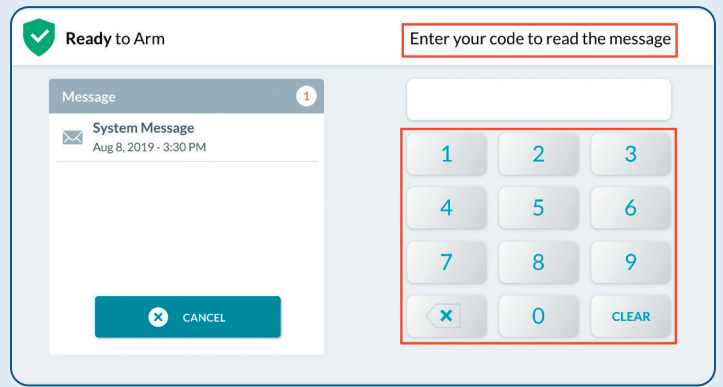 Ready to Arm
Enter your code to read the message
Message 1
System Message
Aug 8, 2019 - 3:30 PM
CANCEL
1 2 3
4 5 6
7 8 9
0 CLEAR